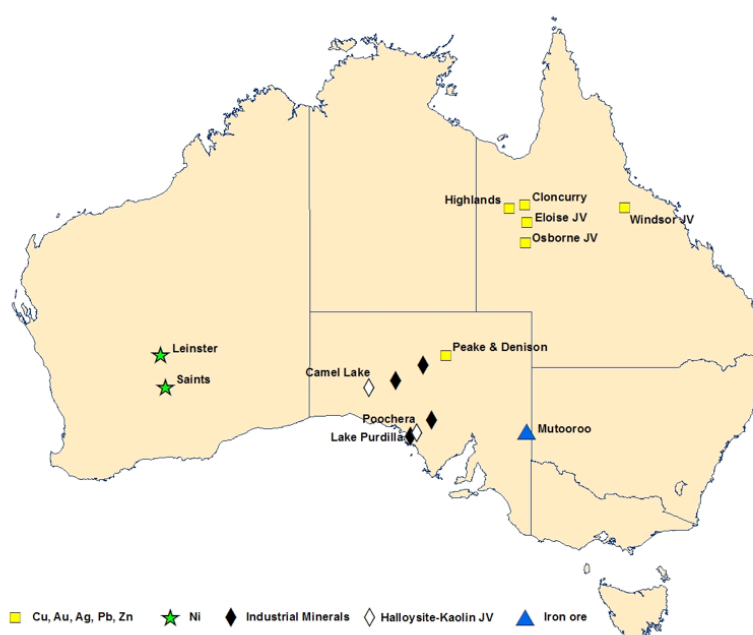 Highlands
Cloncurry
Eloise JV
Windsor JV
Osborne JV
Leinster
Saints
Peake & Denison
Camel Lake
Poochera
Lake Purdilla
Mutooroo
Cu, Au, Ag, Pb, Zn
Ni
Industrial Minerals
Halloysite-Kaolin JV
Iron ore